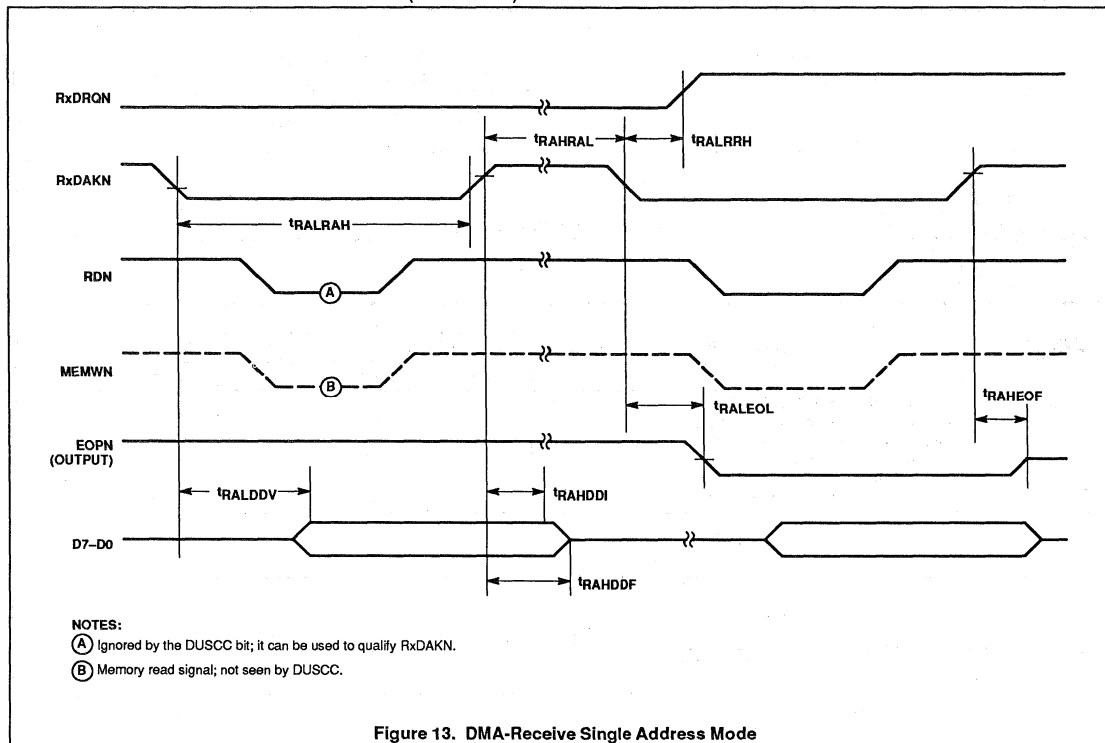 RxDRQN
tRAHRAL
tRALRRH
RxDAKN
tRALRAH
RDN
A
MEMWN
B
tRALEOL
tRAHEOF
EOPN
(OUTPUT)
tRALDDV
tRAHDDI
D7–D0
tRAHDDF
NOTES:
A Ignored by the DUSCC bit; it can be used to qualify RxDAKN.
B Memory read signal; not seen by DUSCC.
Figure 13. DMA-Receive Single Address Mode